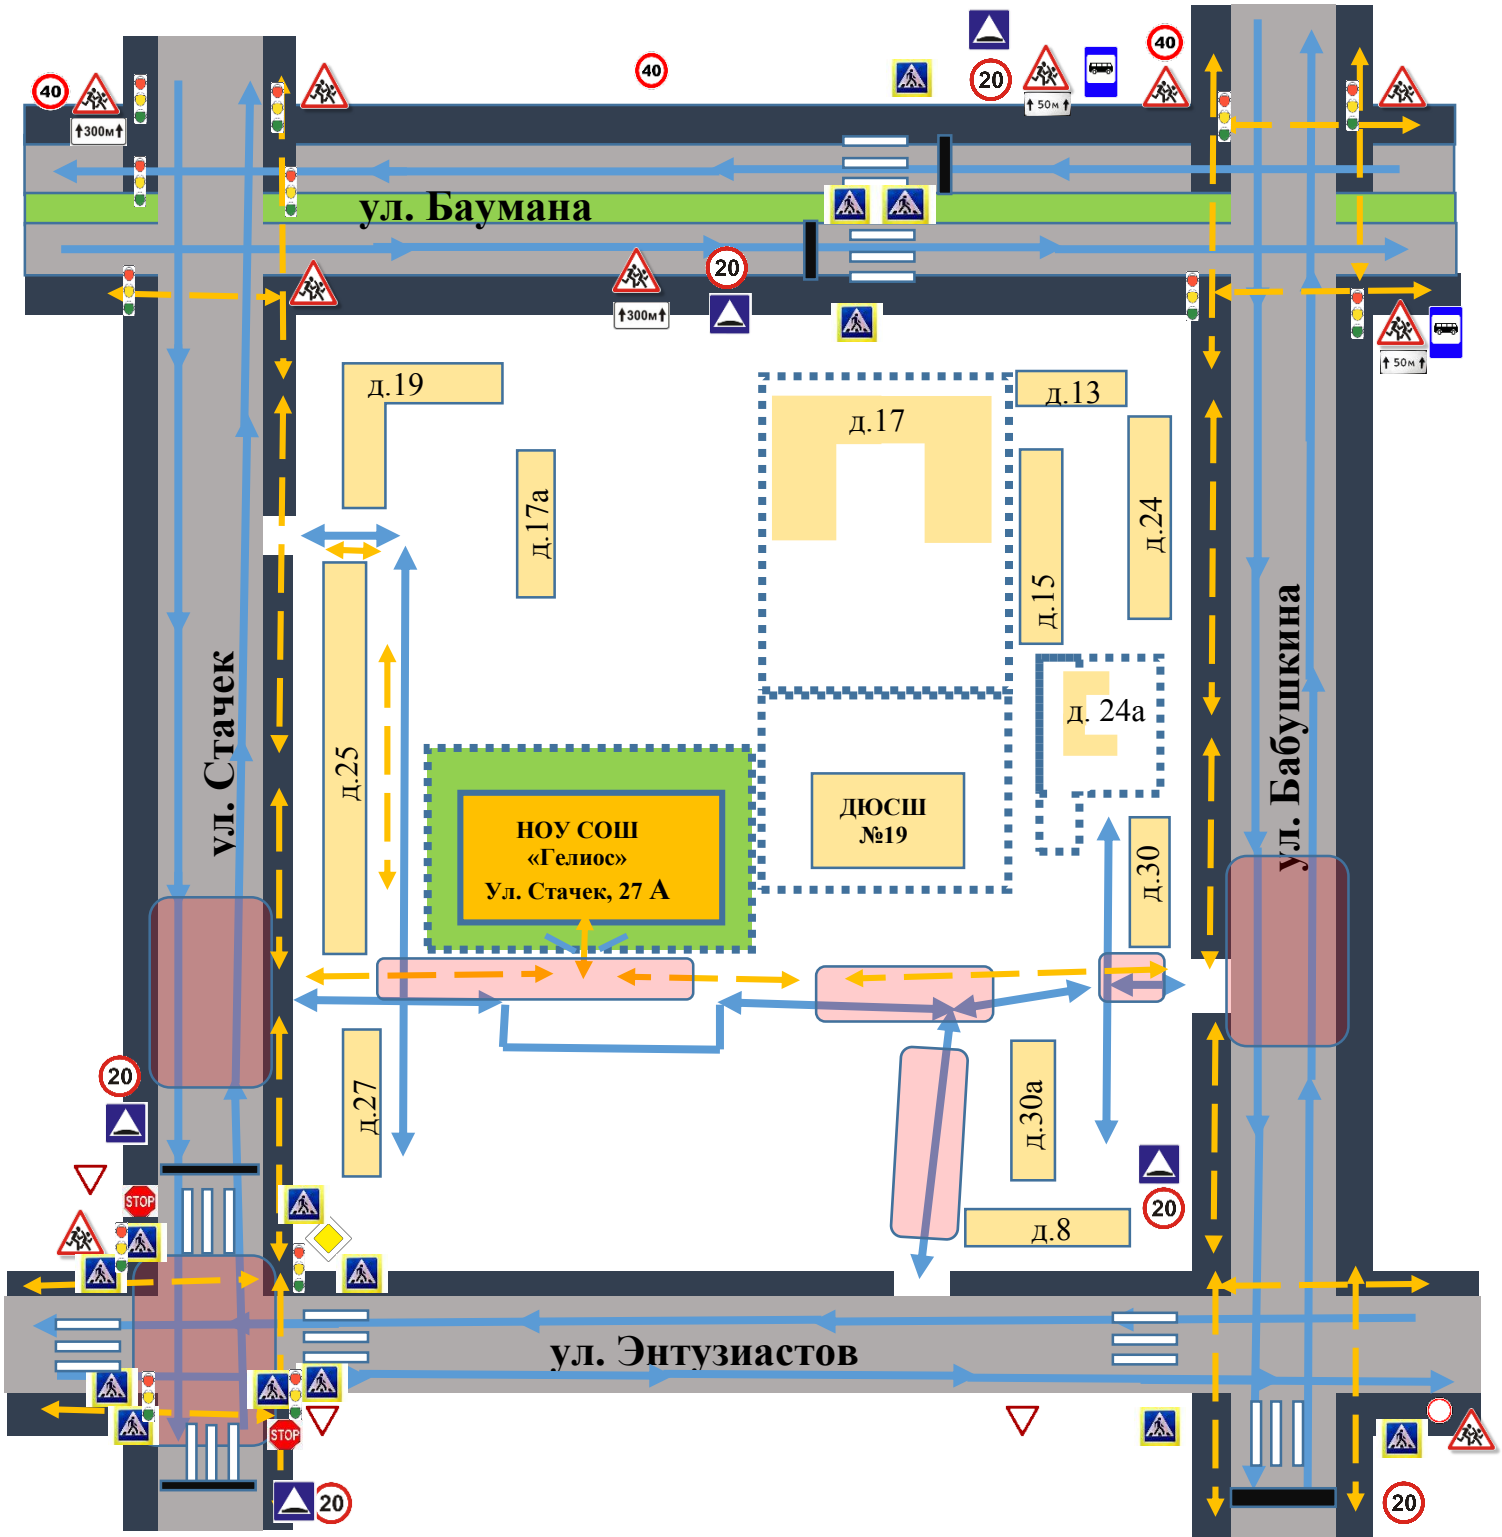 20
40
40
40
20
50м
300м
ул. Баумана
20
300м
50м
д.19
д.13
д.17
д.17а
д.24
д.15
ул. Стачек
ул. Бабушкина
д. 24а
д.25
ДЮСШ
№19
НОУ СОШ
«Гелиос»
Ул. Стачек, 27 А
д.30
20
д.27
д.30а
STOP
20
д.8
ул. Энтузиастов
STOP
20
20